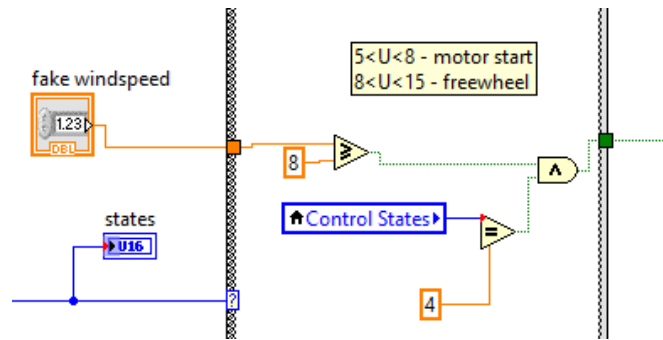 5<U<8 - motor start
8<U<15 - freewheel
fake windspeed
1.23
DBL
8
≥
∧
Control States
=
states
U16
?
4